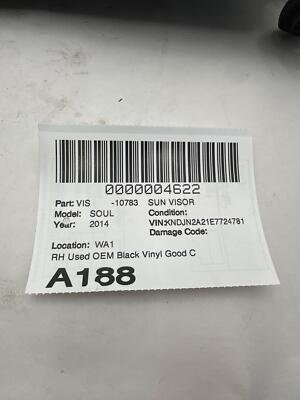 0000004622
Part: VIS -10783 SUN VISOR
Model: SOUL Condition:
Year: 2014 VIN:KNDJN2A21E7724781
Damage Code:
Location: WA1
RH Used OEM Black Vinyl Good C
A188